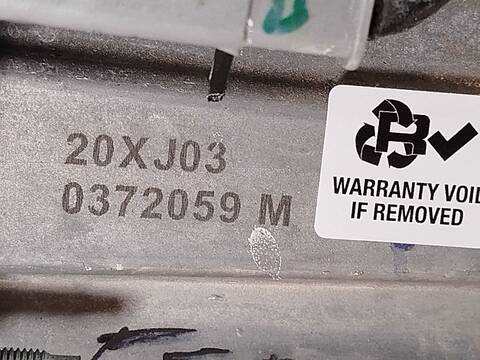 20XJ03
0372059 M
WARRANTY VOID
IF REMOVED